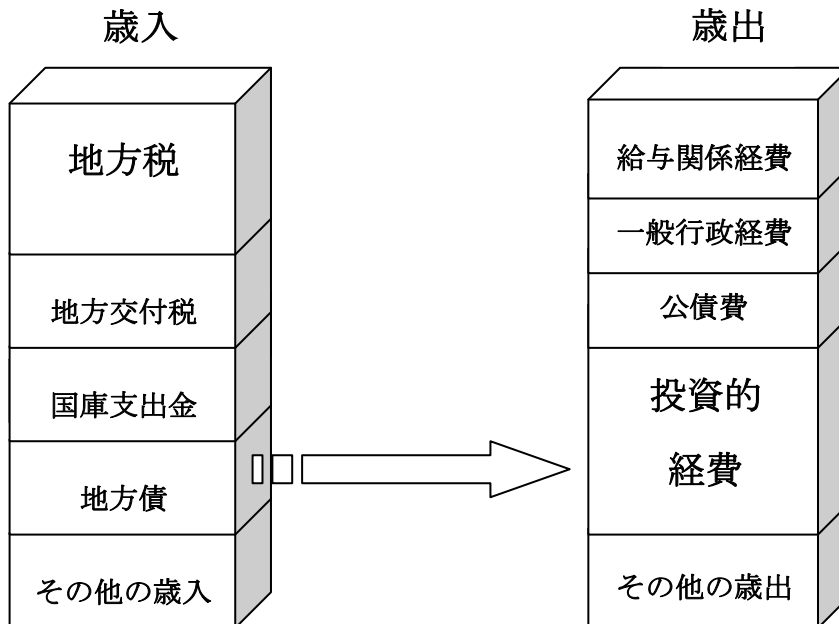 歳入
地方税
地方交付税
国庫支出金
地方債
その他の歳入
歳出
給与関係経費
一般行政経費
公債費
投資的
経費
その他の歳出